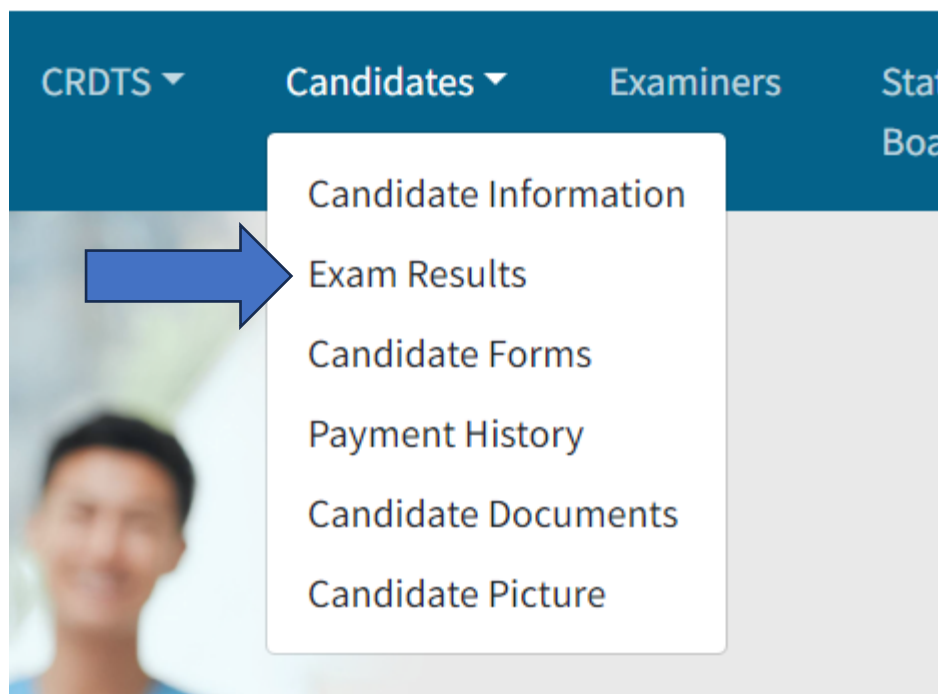 CRDTS
Candidates
Examiners
Candidate Information
Exam Results
Candidate Forms
Payment History
Candidate Documents
Candidate Picture